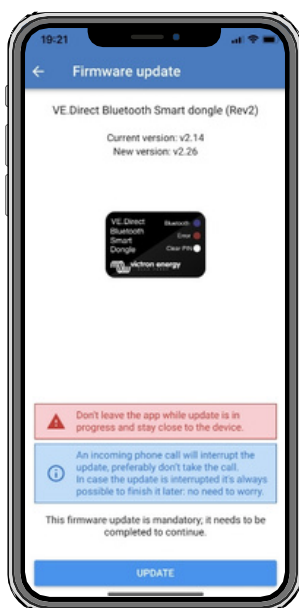 19:21
Firmware update
VE.Direct Bluetooth Smart dongle (Rev2)
Current version: v2.14
New version: v2.26
VE.Direct
Bluetooth
Smart
Dongle
Bluetooth
Error
Clear PIN
victron energy
Don't leave the app while update is in
progress and stay close to the device.
An incoming phone call will interrupt the
update, preferably don't take the call.
In case the update is interrupted it's always
possible to finish it later: no need to worry.
This firmware update is mandatory; it needs to be
completed to continue.
UPDATE